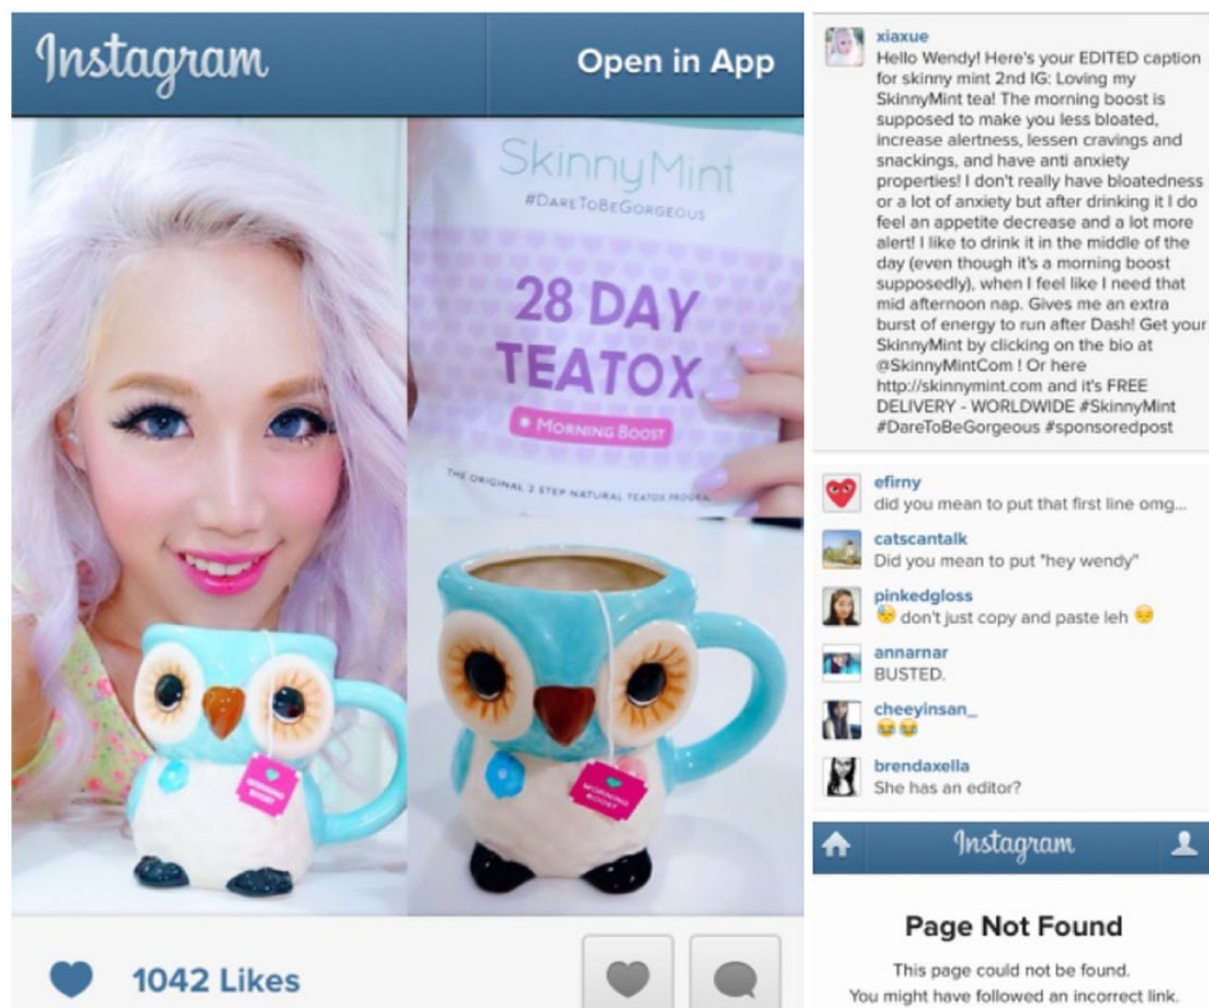 Instagram
Open in App
SkinnyMint
#DareToBeGorgeous
28 DAY
TEATOX
MORNING BOOST
THE ORIGINAL 2 STEP NATURAL TEATOX
MORNING
BOOST
MORNING
BOOST
1042 Likes
xiaxue
Hello Wendy! Here's your EDITED caption
for skinny mint 2nd IG: Loving my
SkinnyMint tea! The morning boost is
supposed to make you less bloated,
increase alertness, lessen cravings and
snackings, and have anti anxiety
properties! I don't really have bloatedness
or a lot of anxiety but after drinking it I do
feel an appetite decrease and a lot more
alert! I like to drink it in the middle of the
day (even though it's a morning boost
supposedly), when I feel like I need that
mid afternoon nap. Gives me an extra
burst of energy to run after Dash! Get your
SkinnyMint by clicking on the bio at
@SkinnyMintCom ! Or here
http://skinnymint.com and it's FREE
DELIVERY - WORLDWIDE #SkinnyMint
#DareToBeGorgeous #sponsoredpost
efirny
did you mean to put that first line omg...
catscantalk
Did you mean to put "hey wendy"
pinkedgloss
😓 don't just copy and paste leh 😔
annarnar
BUSTED.
cheeyinsan_
😂😂
brendaxella
She has an editor?
Instagram
Page Not Found
This page could not be found.
You might have followed an incorrect link.